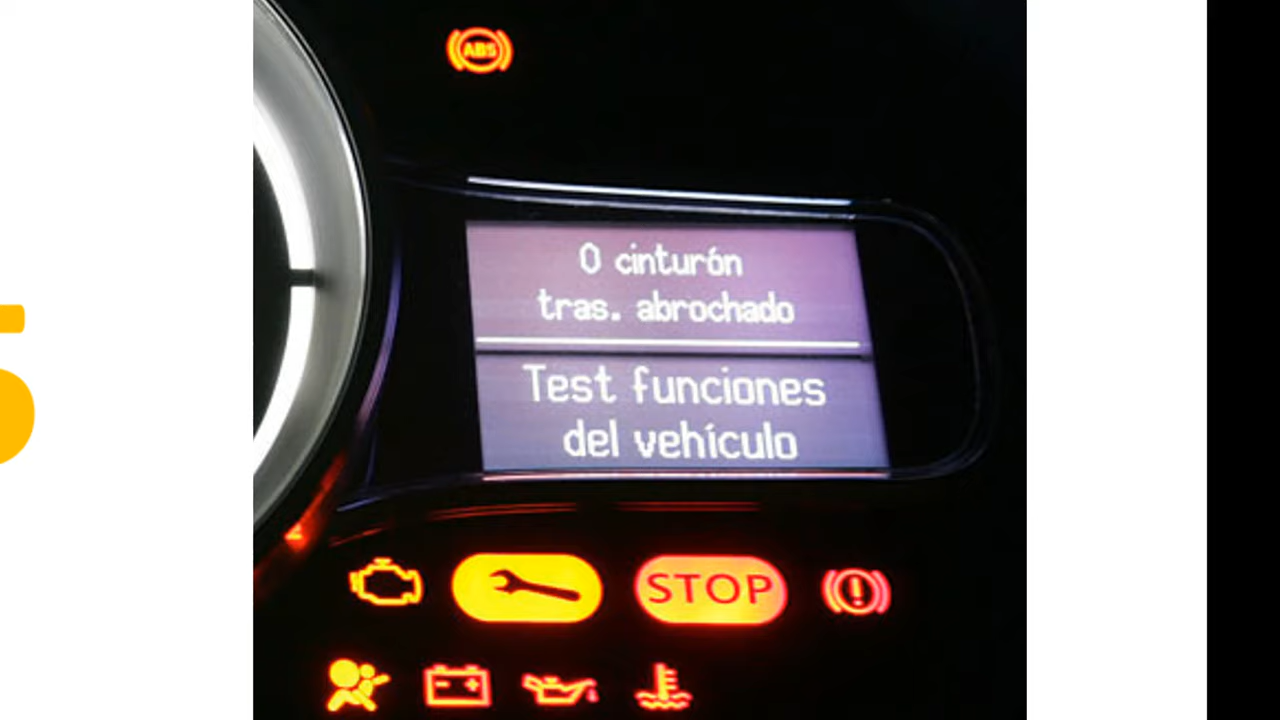 ABS
0 cinturón
tras. abrochado
Test funciones
del vehículo
STOP